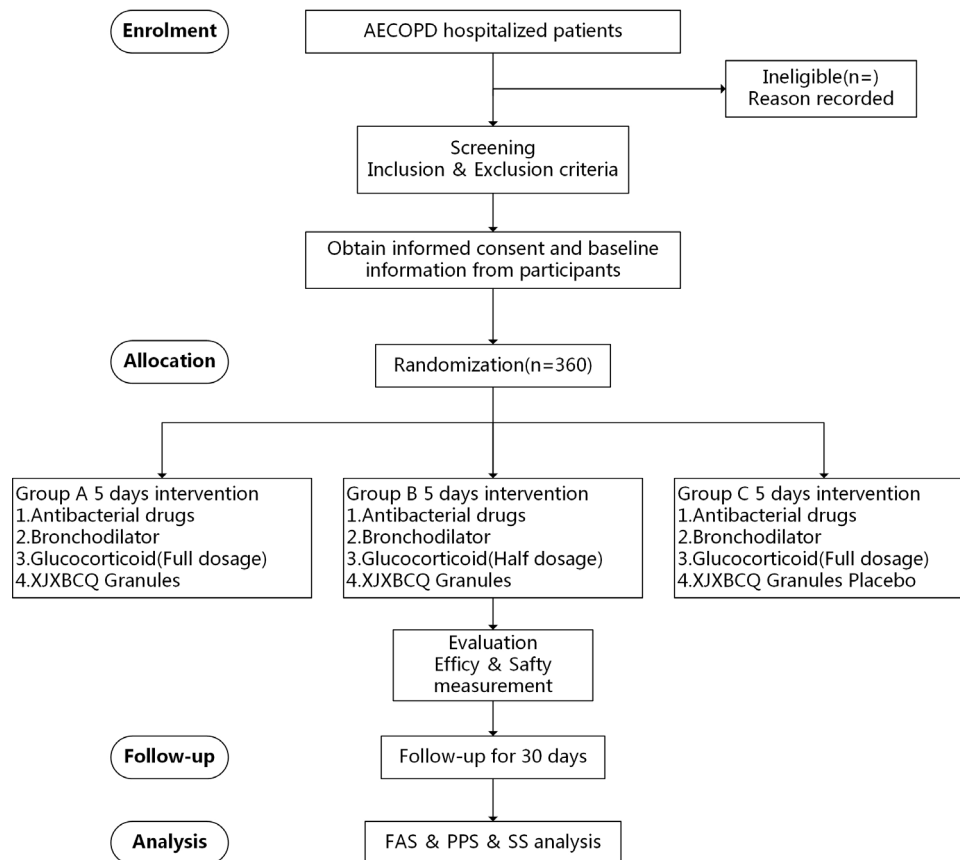 Enrolment
AECOPD hospitalized patients
Ineligible(n=)
Reason recorded
Screening
Inclusion & Exclusion criteria
Obtain informed consent and baseline
information from participants
Allocation
Randomization(n=360)
Group A 5 days intervention
1.Antibacterial drugs
2.Bronchodilator
3.Glucocorticoid(Full dosage)
4.XJXBCQ Granules
Group B 5 days intervention
1.Antibacterial drugs
2.Bronchodilator
3.Glucocorticoid(Half dosage)
4.XJXBCQ Granules
Group C 5 days intervention
1.Antibacterial drugs
2.Bronchodilator
3.Glucocorticoid(Full dosage)
4.XJXBCQ Granules Placebo
Evaluation
Efficy & Safty
measurement
Follow-up
Follow-up for 30 days
Analysis
FAS & PPS & SS analysis